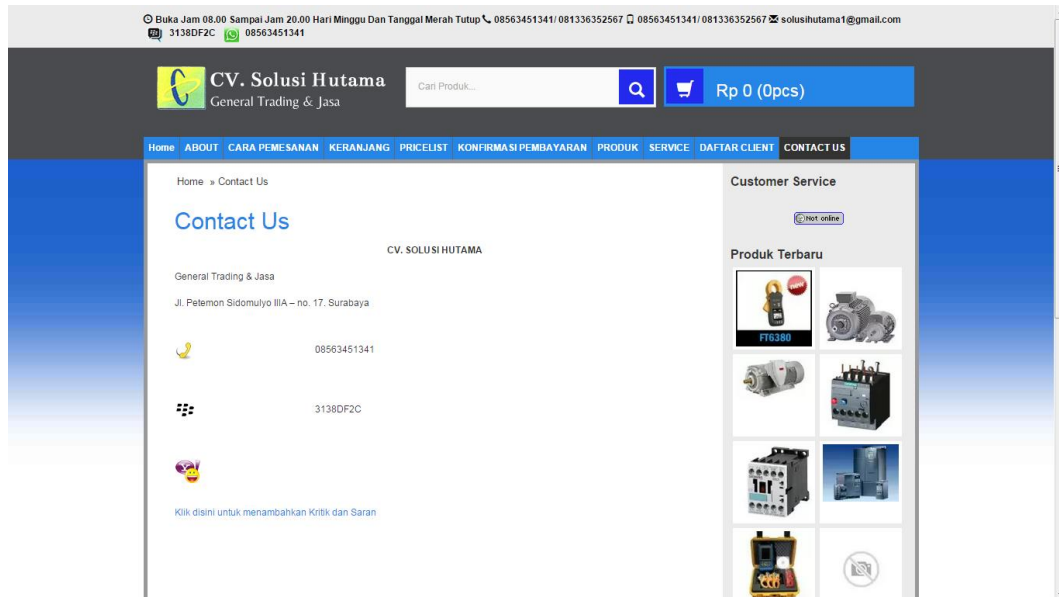 Buka Jam 08.00 Sampai Jam 20.00 Hari Minggu Dan Tanggal Merah Tutup 08563451341/ 081336352567 08563451341/ 081336352567 solusihutama1@gmail.com
3138DF2C 08563451341
CV. Solusi Hutama
General Trading & Jasa
Cari Produk...
Rp 0 (0pcs)
Home ABOUT CARA PEMESANAN KERANJANG PRICELIST KONFIRMASI PEMBAYARAN PRODUK SERVICE DAFTAR CLIENT CONTACT US
Home » Contact Us
Contact Us
CV. SOLUSI HUTAMA
General Trading & Jasa
Jl. Petemon Sidomulyo IIIA – no. 17. Surabaya
08563451341
3138DF2C
Klik disini untuk menambahkan Kritik dan Saran
Customer Service
Not online
Produk Terbaru
new
FT6380